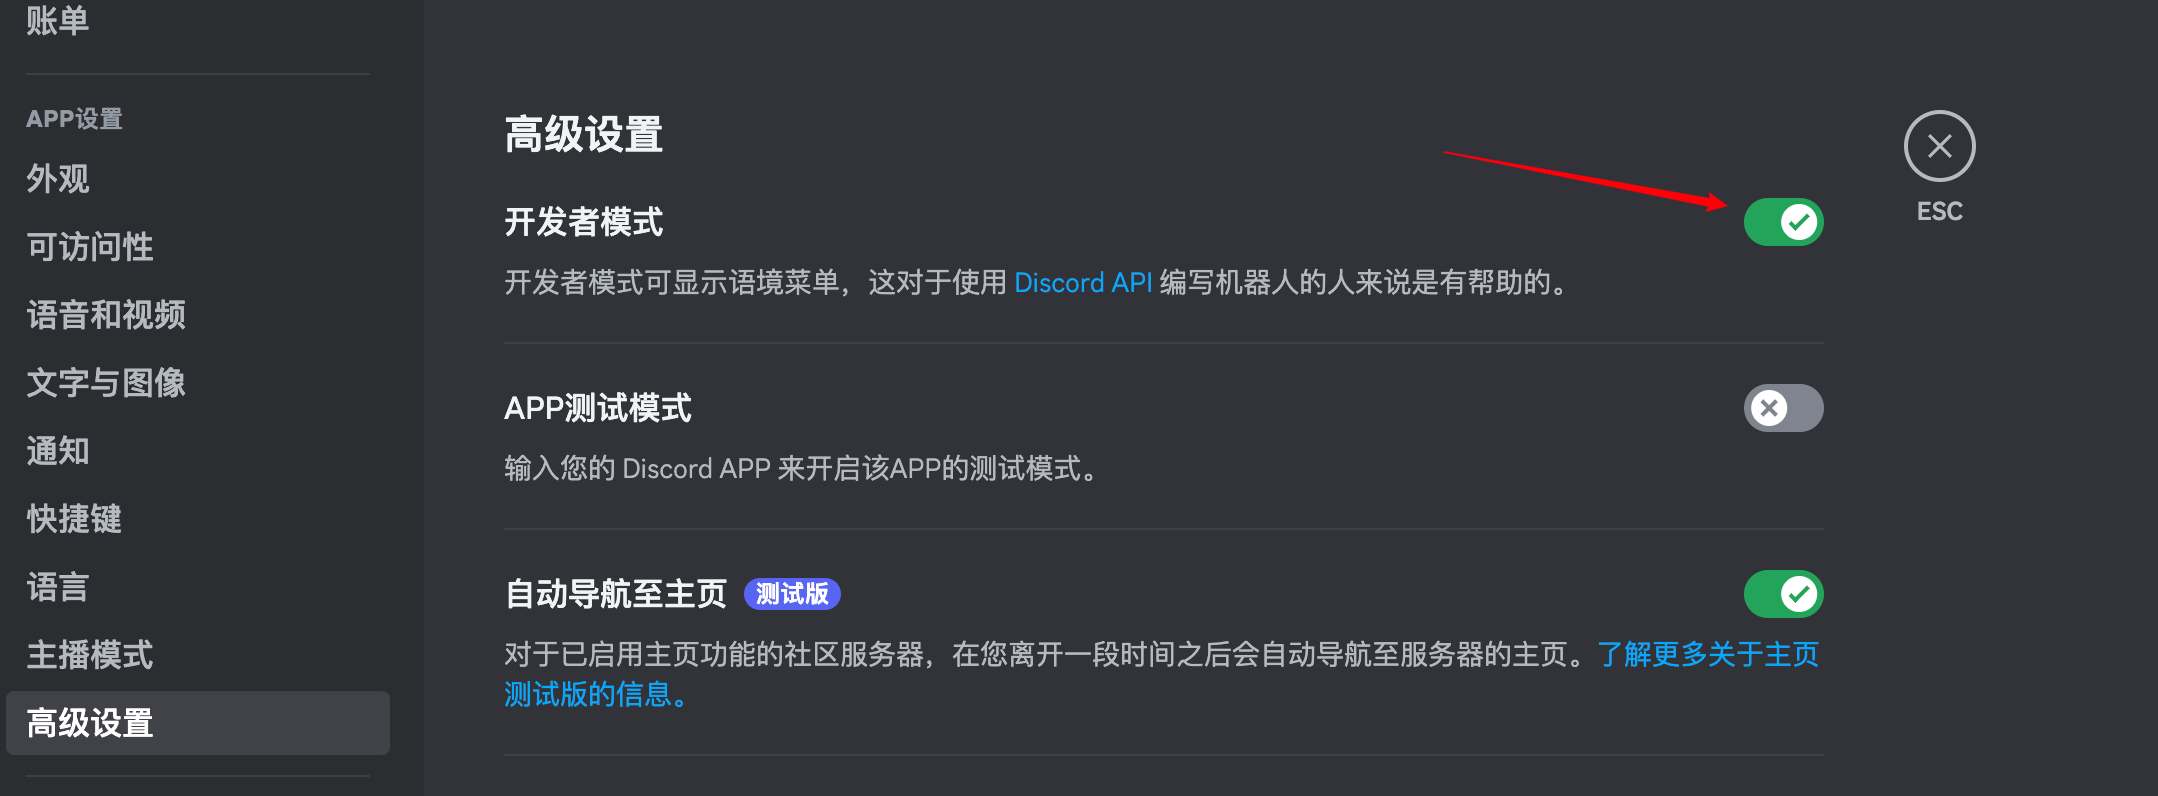 账单
APP设置
外观
可访问性
语音和视频
文字与图像
通知
快捷键
语言
主播模式
高级设置
高级设置
开发者模式
开发者模式可显示语境菜单，这对于使用 Discord API 编写机器人的人来说是有帮助的。
APP测试模式
输入您的 Discord APP 来开启该APP的测试模式。
自动导航至主页 测试版
对于已启用主页功能的社区服务器，在您离开一段时间之后会自动导航至服务器的主页。了解更多关于主页
测试版的信息。
ESC